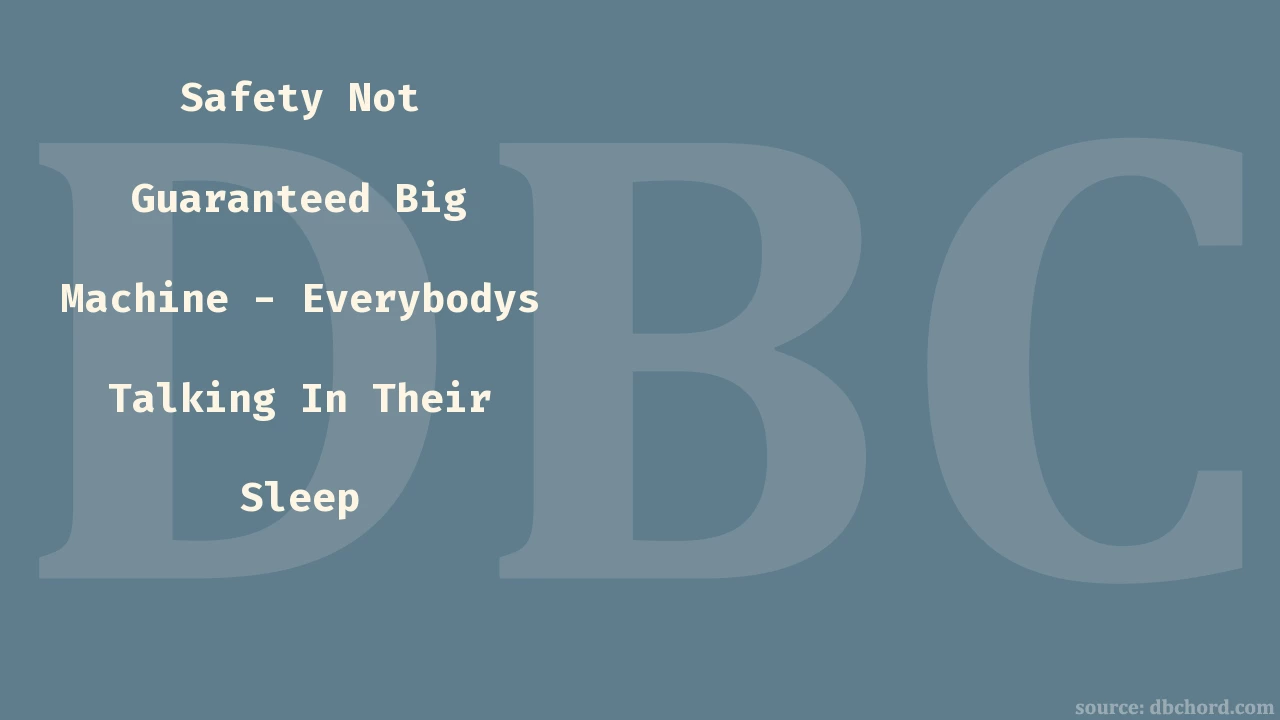 Safety Not
Guaranteed Big
Machine - Everybodys
Talking In Their
Sleep
DBC
source: dbchord.com